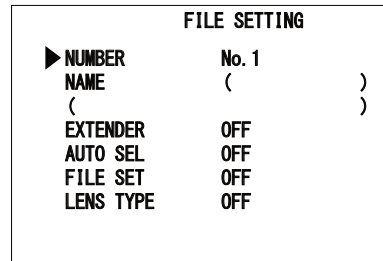 FILE SETTING
▶NUMBER No.1
NAME ( )
( )
EXTENDER OFF
AUTO SEL OFF
FILE SET OFF
LENS TYPE OFF